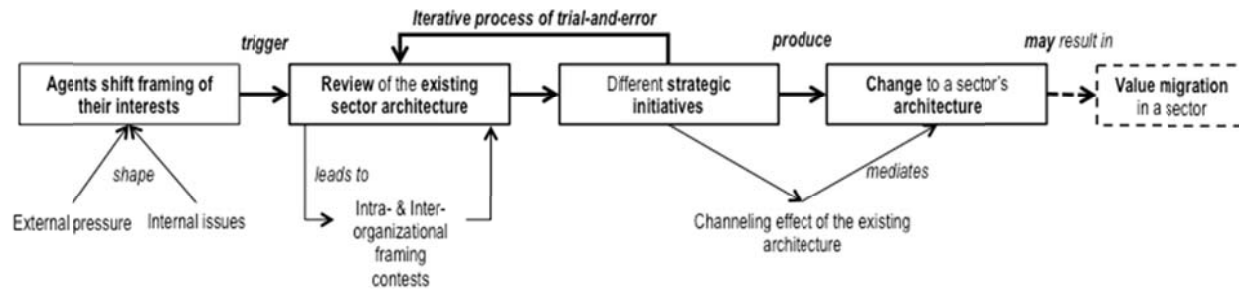 Iterative process of trial-and-error
trigger
produce
may result in
Agents shift framing of
their interests
Review of the existing
sector architecture
Different strategic
initiatives
Change to a sector's
architecture
Value migration
in a sector
shape
leads to
mediates
External pressure
Internal issues
Intra- & Inter-
organizational
framing
contests
Channeling effect of the existing
architecture